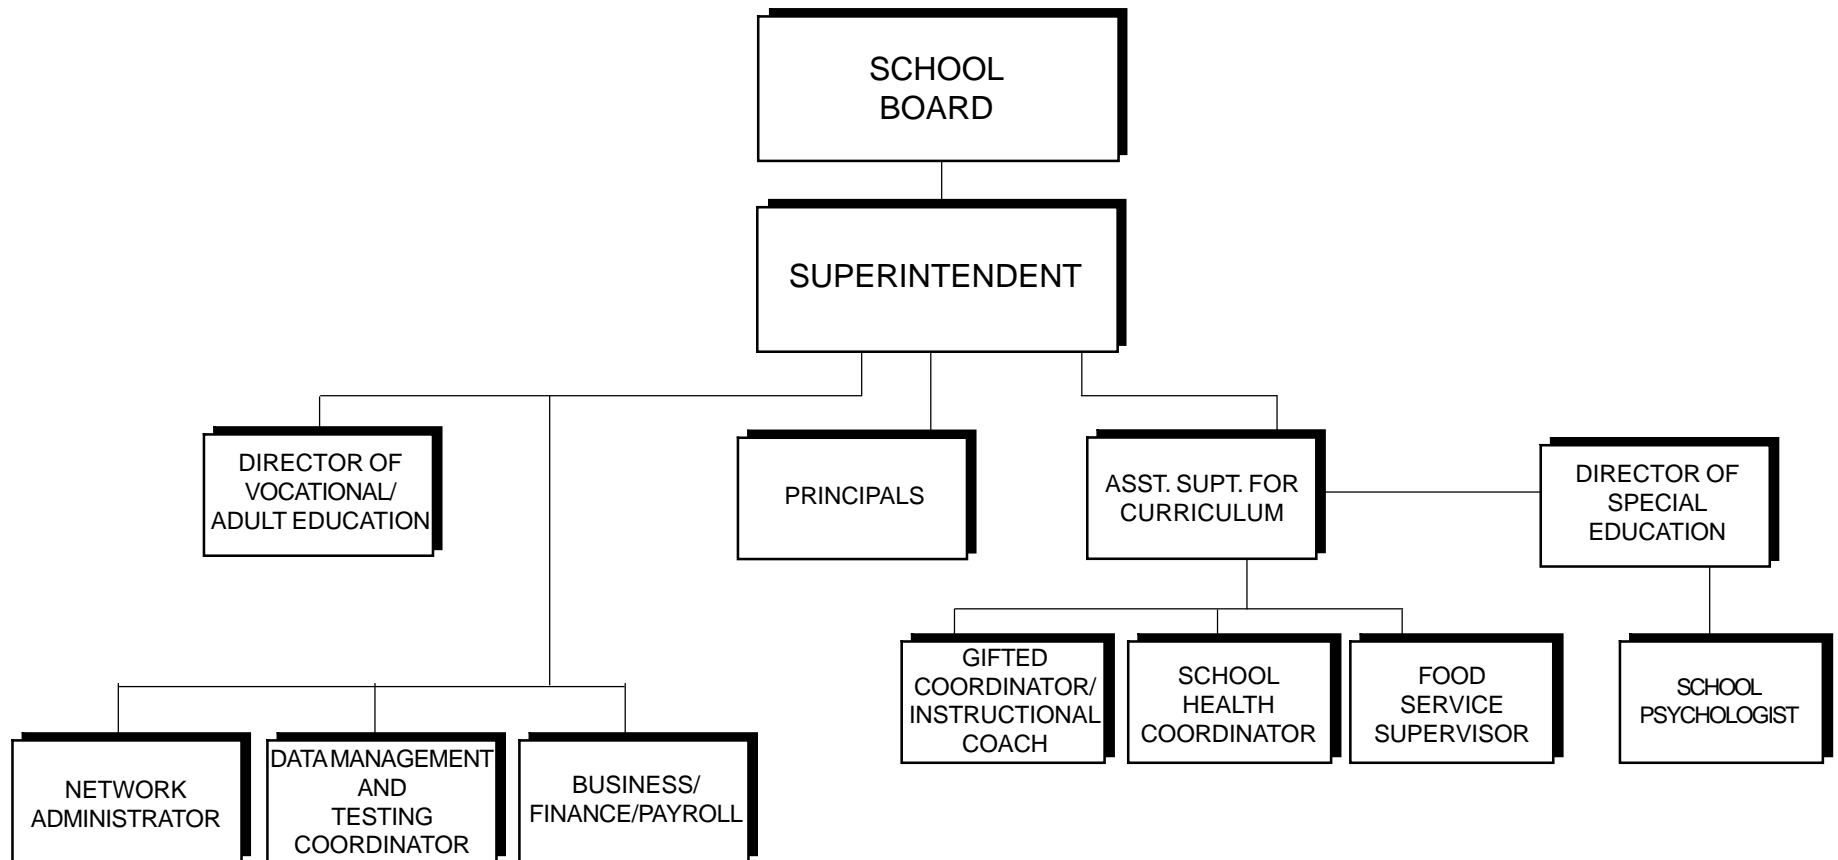 SCHOOL
BOARD
SUPERINTENDENT
DIRECTOR OF
VOCATIONAL/
ADULT EDUCATION
PRINCIPALS
ASST. SUPT. FOR
CURRICULUM
DIRECTOR OF
SPECIAL
EDUCATION
GIFTED
COORDINATOR/
INSTRUCTIONAL
COACH
SCHOOL
HEALTH
COORDINATOR
FOOD
SERVICE
SUPERVISOR
SCHOOL
PSYCHOLOGIST
NETWORK
ADMINISTRATOR
DATA MANAGEMENT
AND
TESTING
COORDINATOR
BUSINESS/
FINANCE/PAYROLL